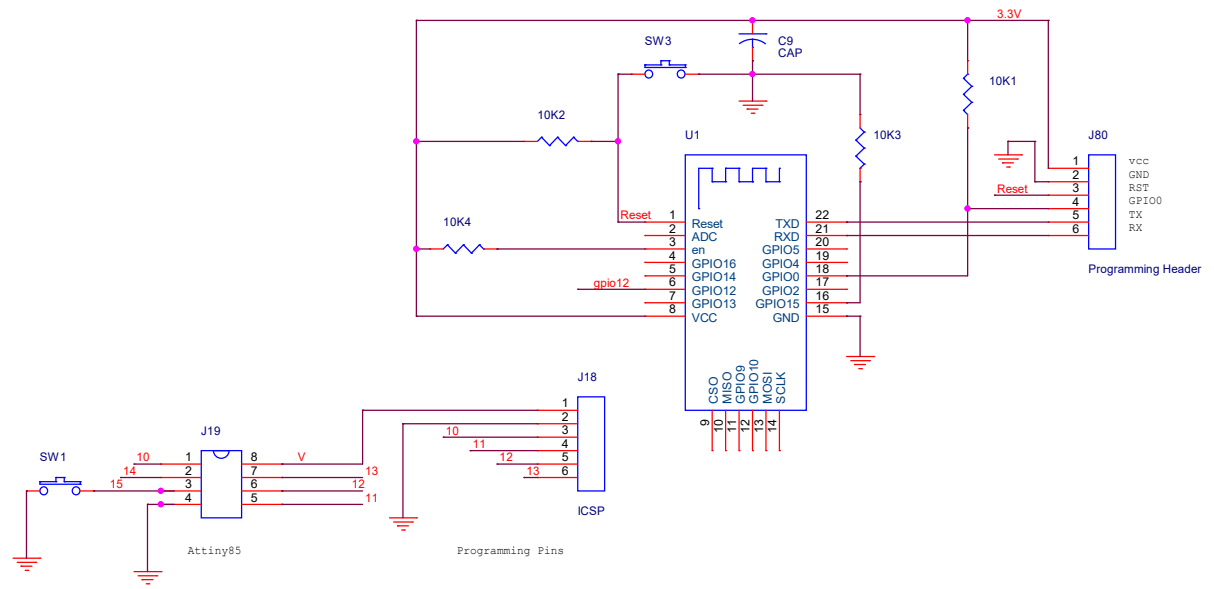 3.3V
SW3
C9
CAP
10K1
10K2
U1
10K3
J80
1 vcc
2 GND
Reset 3 RST
4 GPIO0
5 TX
6 RX
Programming Header
10K4
Reset 1 Reset TXD 22
2 ADC RXD 21
3 en GPIO5 20
4 GPIO16 GPIO4 19
5 GPIO14 GPIO0 18
gpio12 6 GPIO12 GPIO2 17
7 GPIO13 GPIO15 16
8 VCC GND 15
CSO MISO GPIO9 GPIO10 MOSI SCLK
9 10 11 12 13 14
J18
1
2
10 3
11 4
12 5
13 6
ICSP
J19
SW1
10 1 8 V
14 2 7 13
15 3 6 12
4 5 11
Attiny85
Programming Pins